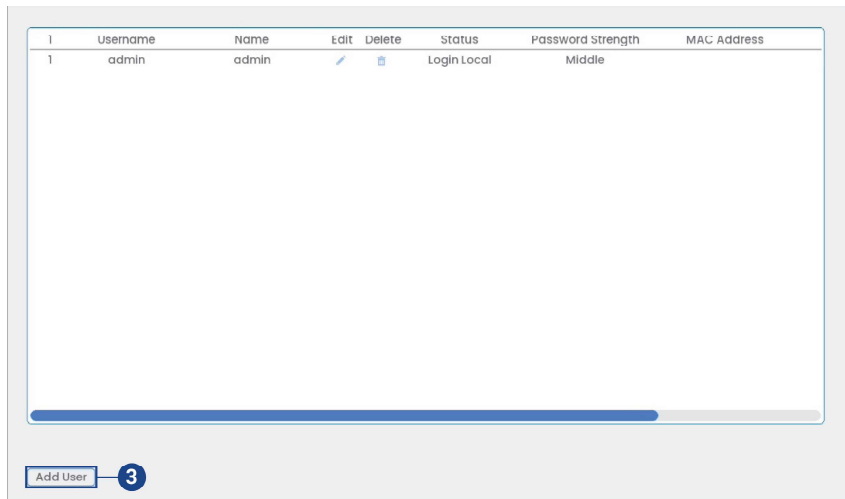 1 Username Name Edit Delete Status Password Strength MAC Address
1 admin admin Login Local Middle
Add User 3